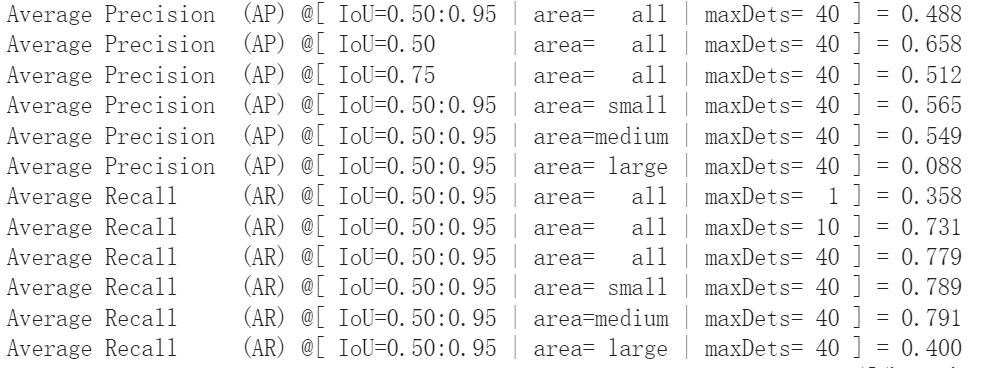 Average Precision (AP) @[ IoU=0.50:0.95 | area= all | maxDets= 40 ] = 0.488
Average Precision (AP) @[ IoU=0.50 | area= all | maxDets= 40 ] = 0.658
Average Precision (AP) @[ IoU=0.75 | area= all | maxDets= 40 ] = 0.512
Average Precision (AP) @[ IoU=0.50:0.95 | area= small | maxDets= 40 ] = 0.565
Average Precision (AP) @[ IoU=0.50:0.95 | area=medium | maxDets= 40 ] = 0.549
Average Precision (AP) @[ IoU=0.50:0.95 | area= large | maxDets= 40 ] = 0.088
Average Recall (AR) @[ IoU=0.50:0.95 | area= all | maxDets= 1 ] = 0.358
Average Recall (AR) @[ IoU=0.50:0.95 | area= all | maxDets= 10 ] = 0.731
Average Recall (AR) @[ IoU=0.50:0.95 | area= all | maxDets= 40 ] = 0.779
Average Recall (AR) @[ IoU=0.50:0.95 | area= small | maxDets= 40 ] = 0.789
Average Recall (AR) @[ IoU=0.50:0.95 | area=medium | maxDets= 40 ] = 0.791
Average Recall (AR) @[ IoU=0.50:0.95 | area= large | maxDets= 40 ] = 0.400